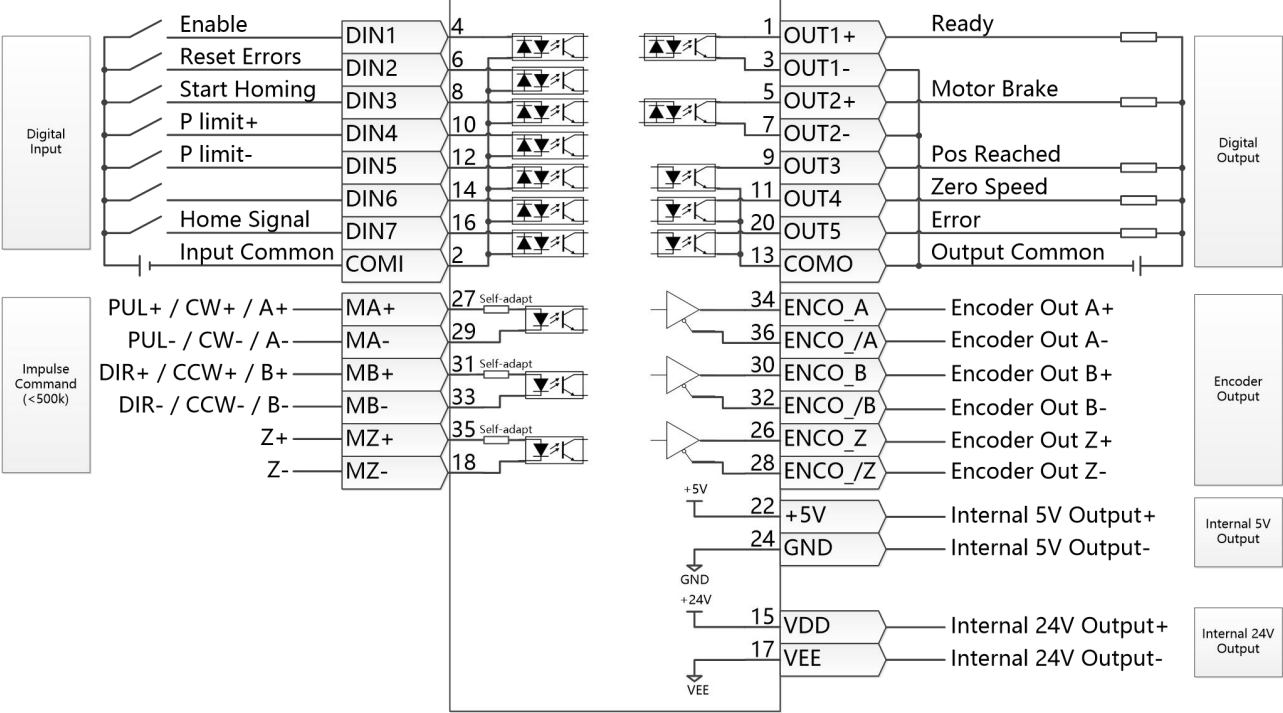 Digital
Input
Enable
DIN1
4
Reset Errors
DIN2
6
Start Homing
DIN3
8
P limit+
DIN4
10
P limit-
DIN5
12
DIN6
14
Home Signal
DIN7
16
Input Common
COMI
2
1
OUT1+
Ready
3
OUT1-
5
OUT2+
Motor Brake
7
OUT2-
9
OUT3
Pos Reached
11
OUT4
Zero Speed
20
OUT5
Error
13
COMO
Output Common
Digital
Output
Impulse
Command
(<500k)
PUL+ / CW+ / A+
MA+
27
Self-adapt
PUL- / CW- / A-
MA-
29
DIR+ / CCW+ / B+
MB+
31
Self-adapt
DIR- / CCW- / B-
MB-
33
Z+
MZ+
35
Self-adapt
Z-
MZ-
18
34
ENCO_A
Encoder Out A+
36
ENCO_/A
Encoder Out A-
30
ENCO_B
Encoder Out B+
32
ENCO_/B
Encoder Out B-
26
ENCO_Z
Encoder Out Z+
28
ENCO_/Z
Encoder Out Z-
Encoder
Output
+5V
22
+5V
Internal 5V Output+
24
GND
Internal 5V Output-
GND
Internal 5V
Output
+24V
15
VDD
Internal 24V Output+
17
VEE
Internal 24V Output-
VEE
Internal 24V
Output